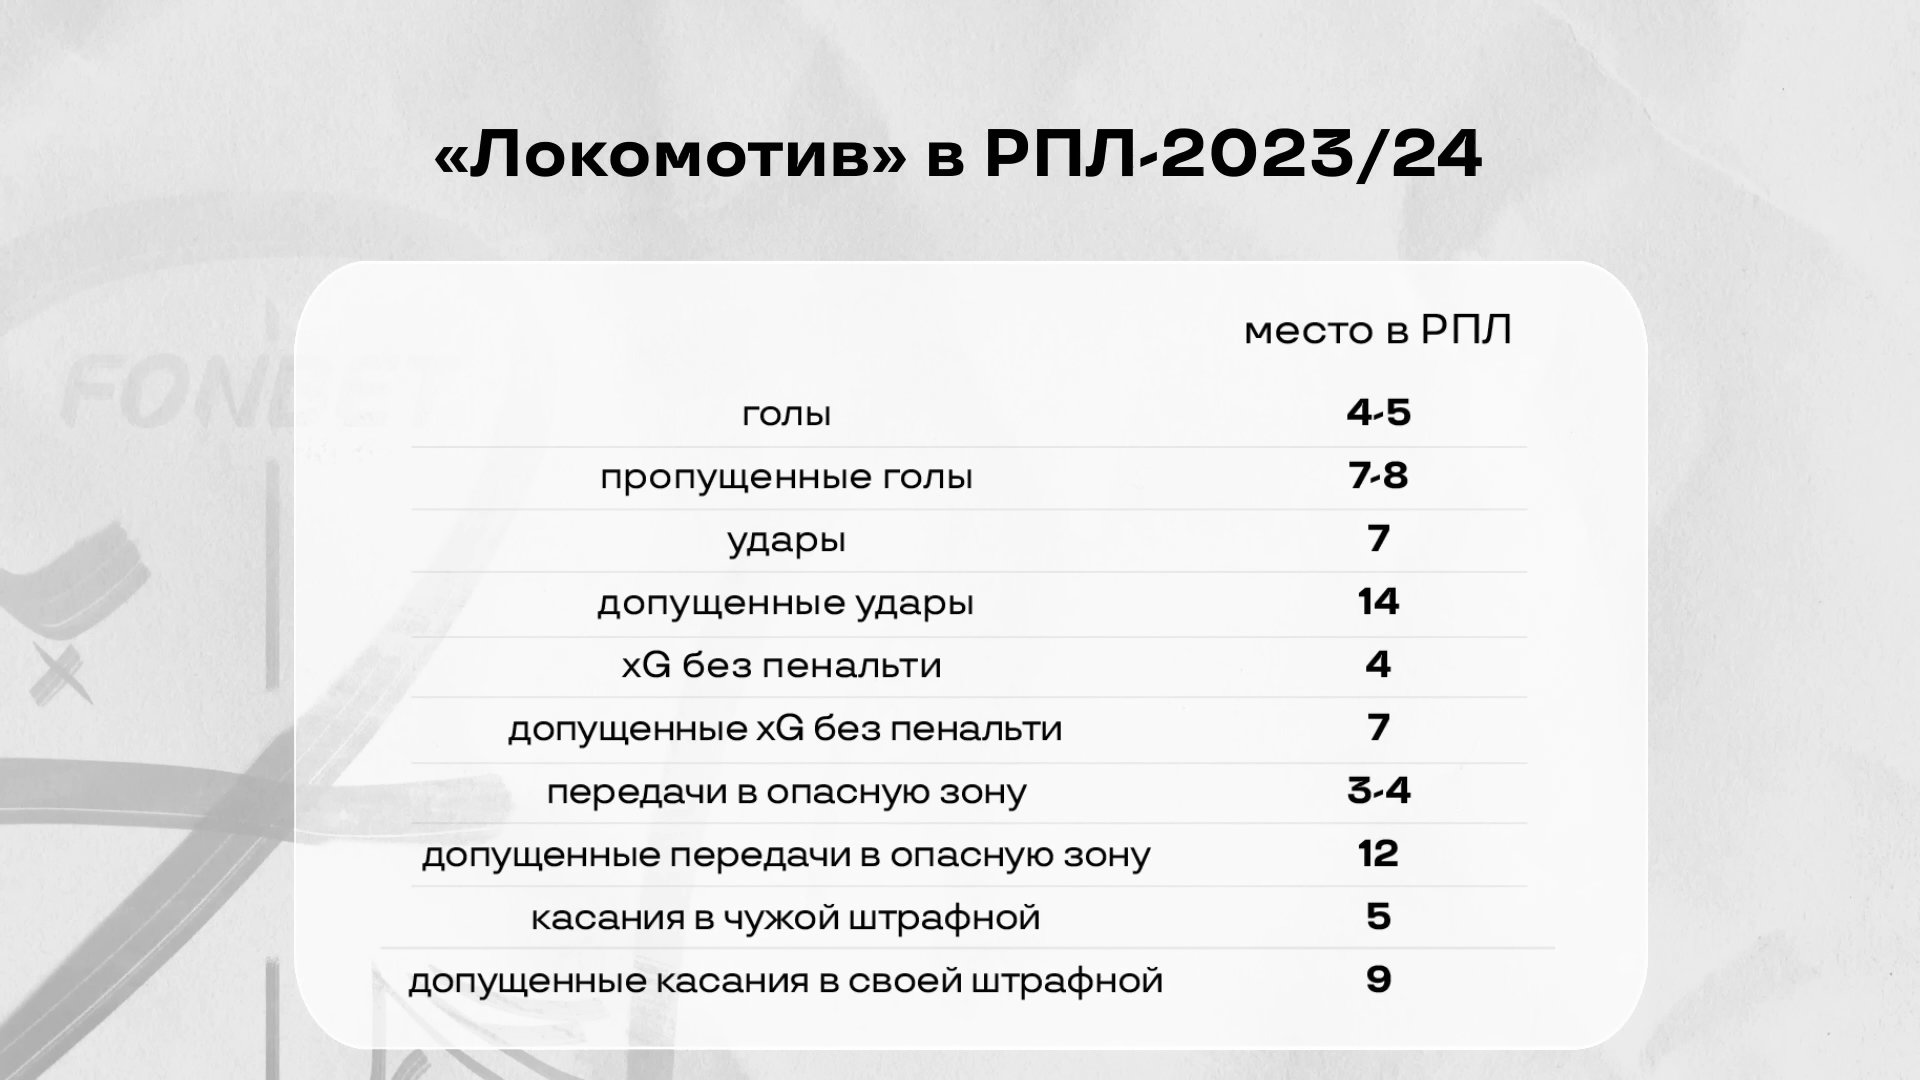 «Локомотив» в РПЛ-2023/24
FONBET
место в РПЛ
голы 4-5
пропущенные голы 7-8
удары 7
допущенные удары 14
xG без пенальти 4
допущенные xG без пенальти 7
передачи в опасную зону 3-4
допущенные передачи в опасную зону 12
касания в чужой штрафной 5
допущенные касания в своей штрафной 9